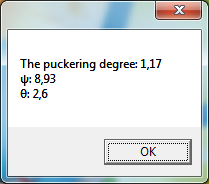 The puckering degree: 1,17
ψ: 8,93
θ: 2,6
OK